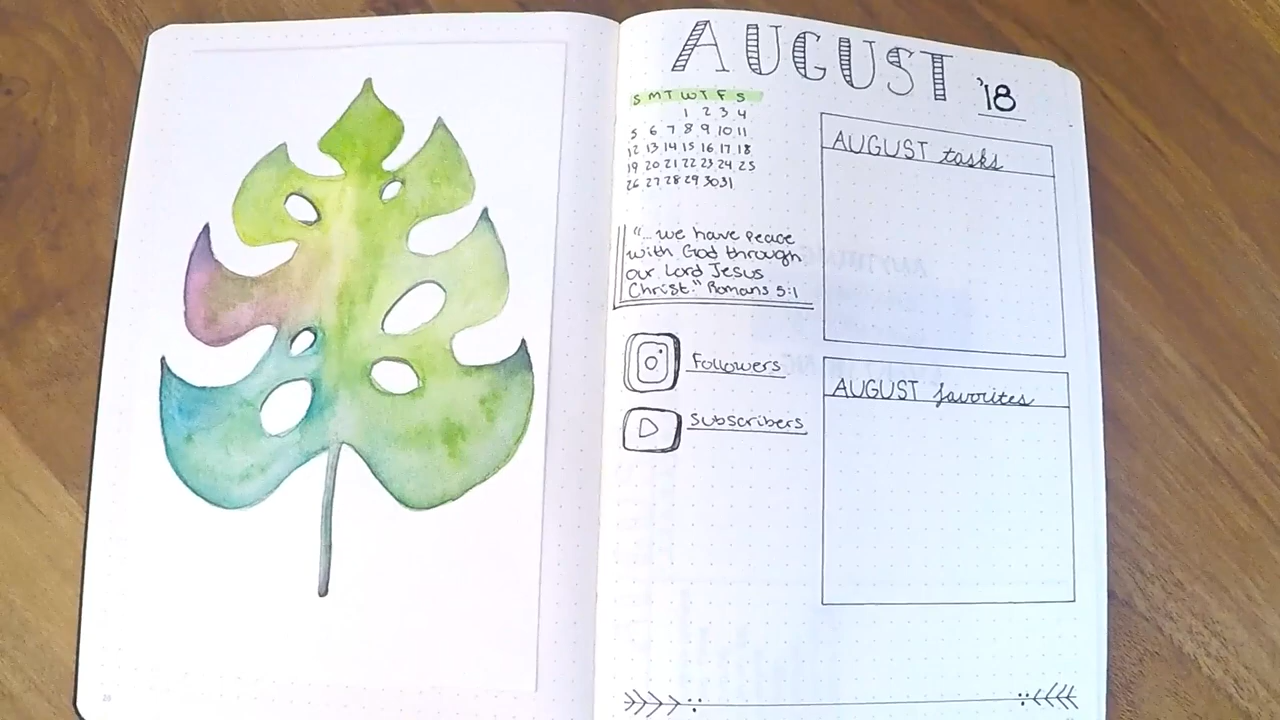 AUGUST '18
S M T W T F S
1 2 3 4
5 6 7 8 9 10 11
12 13 14 15 16 17 18
19 20 21 22 23 24 25
26 27 28 29 30 31
"... we have peace
with God through
our Lord Jesus
Christ." Romans 5:1
Followers
Subscribers
AUGUST tasks
AUGUST favorites